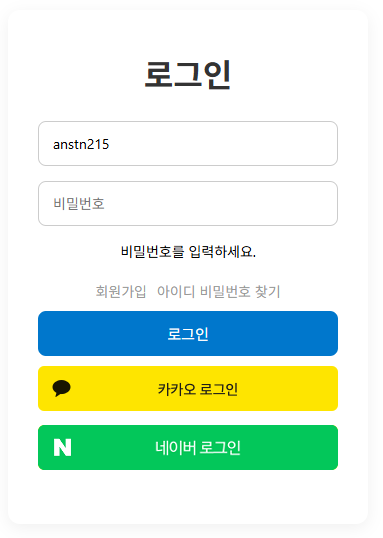 로그인
anstn215
비밀번호
비밀번호를 입력하세요.
회원가입 아이디 비밀번호 찾기
로그인
카카오 로그인
N 네이버 로그인